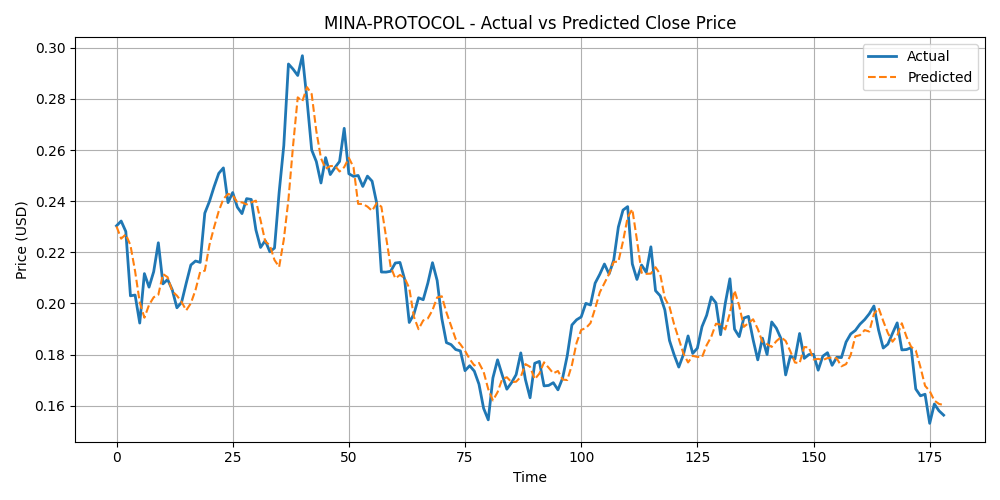 MINA-PROTOCOL - Actual vs Predicted Close Price
Price (USD)
0.30
0.28
0.26
0.24
0.22
0.20
0.18
0.16
Actual
Predicted
0 25 50 75 100 125 150 175
Time